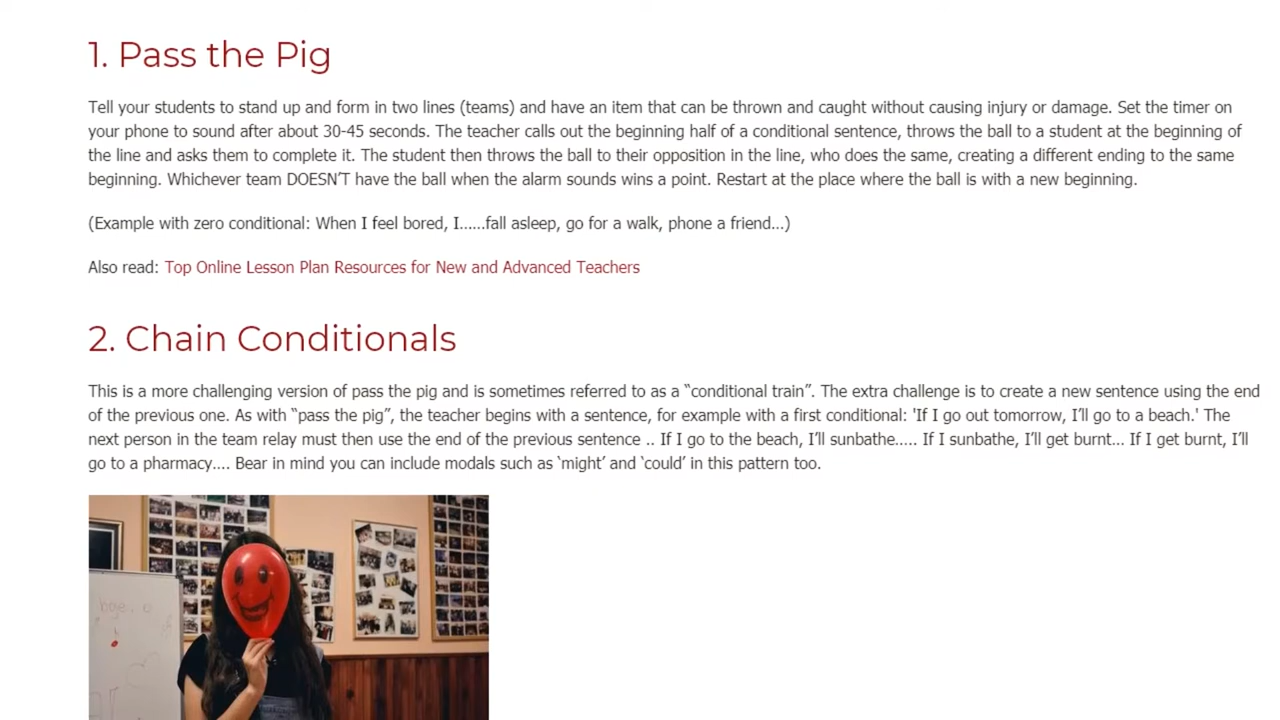 1. Pass the Pig
Tell your students to stand up and form in two lines (teams) and have an item that can be thrown and caught without causing injury or damage. Set the timer on
your phone to sound after about 30-45 seconds. The teacher calls out the beginning half of a conditional sentence, throws the ball to a student at the beginning of
the line and asks them to complete it. The student then throws the ball to their opposition in the line, who does the same, creating a different ending to the same
beginning. Whichever team DOESN’T have the ball when the alarm sounds wins a point. Restart at the place where the ball is with a new beginning.
(Example with zero conditional: When I feel bored, I……fall asleep, go for a walk, phone a friend…)
Also read: Top Online Lesson Plan Resources for New and Advanced Teachers
2. Chain Conditionals
This is a more challenging version of pass the pig and is sometimes referred to as a “conditional train”. The extra challenge is to create a new sentence using the end
of the previous one. As with “pass the pig”, the teacher begins with a sentence, for example with a first conditional: 'If I go out tomorrow, I’ll go to a beach.' The
next person in the team relay must then use the end of the previous sentence .. If I go to the beach, I’ll sunbathe….. If I sunbathe, I’ll get burnt… If I get burnt, I’ll
go to a pharmacy…. Bear in mind you can include modals such as ‘might’ and ‘could’ in this pattern too.